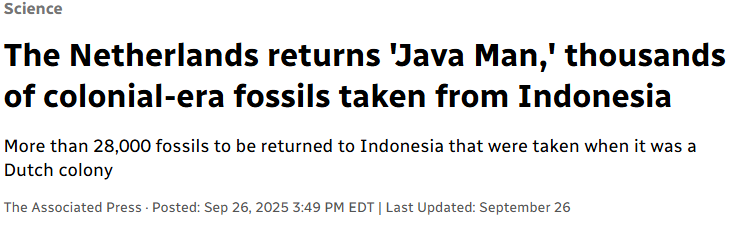 Science
The Netherlands returns 'Java Man,' thousands
of colonial-era fossils taken from Indonesia
More than 28,000 fossils to be returned to Indonesia that were taken when it was a
Dutch colony
The Associated Press · Posted: Sep 26, 2025 3:49 PM EDT | Last Updated: September 26